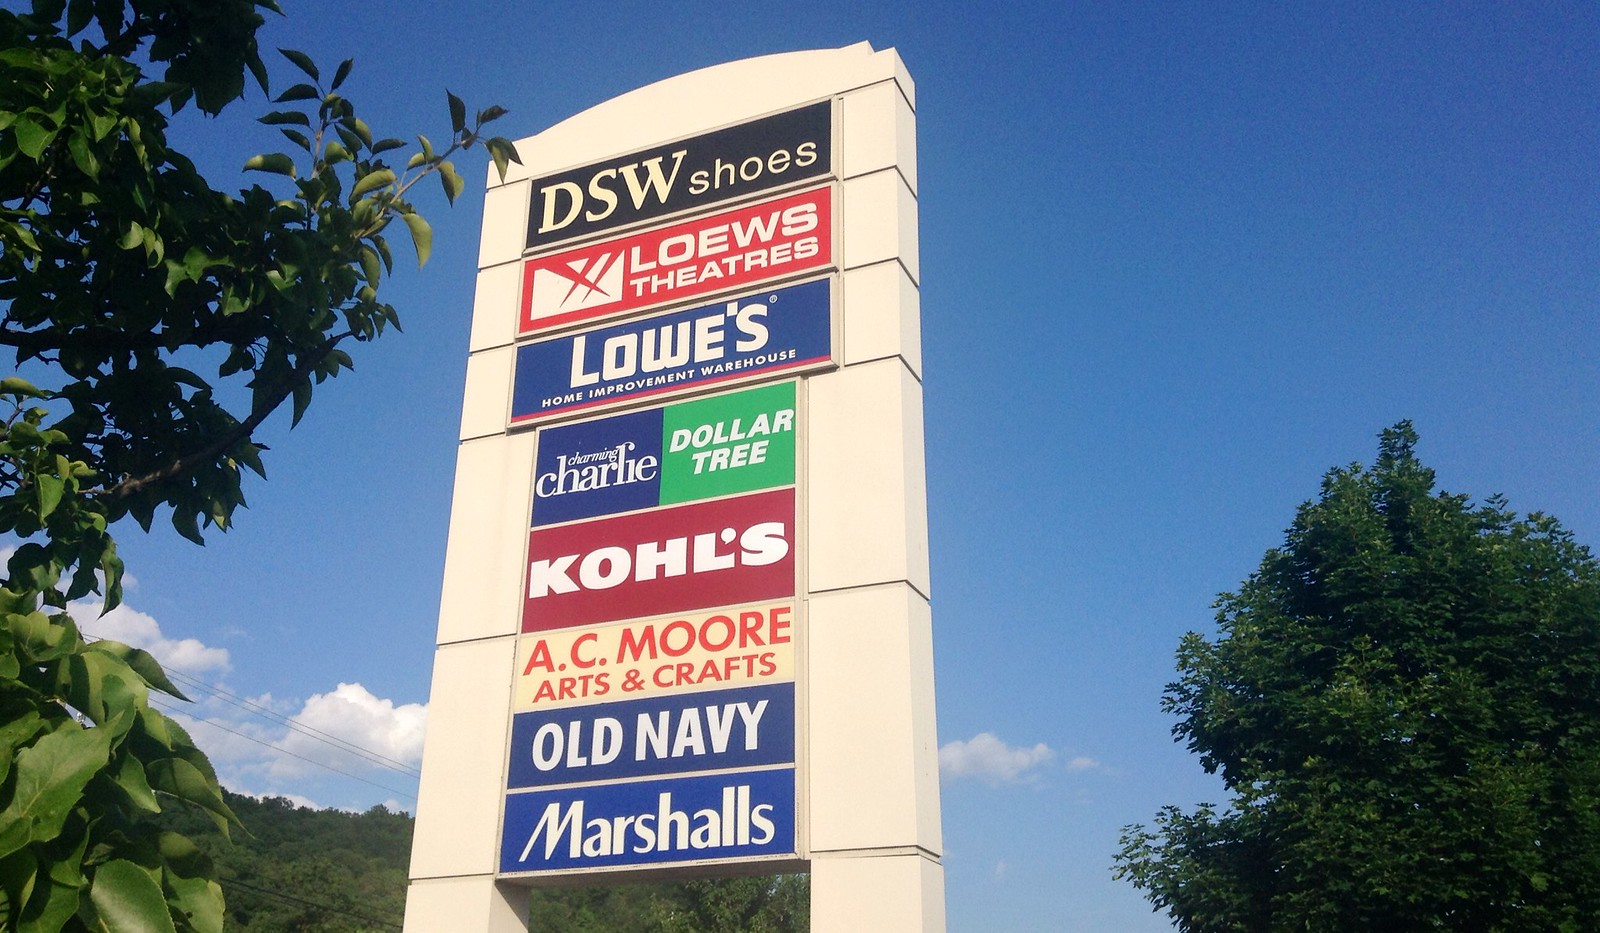 DSW shoes
LOEWS
THEATRES
LOWE'S®
HOME IMPROVEMENT WAREHOUSE
charming
charlie
DOLLAR
TREE
KOHL'S
A.C. MOORE
ARTS & CRAFTS
OLD NAVY
Marshalls